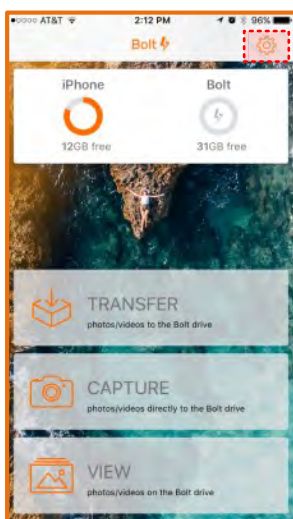 AT&T 2:12 PM 96%
Bolt
iPhone Bolt
12GB free 31GB free
TRANSFER
photos/videos to the Bolt drive
CAPTURE
photos/videos directly to the Bolt drive
VIEW
photos/videos on the Bolt drive